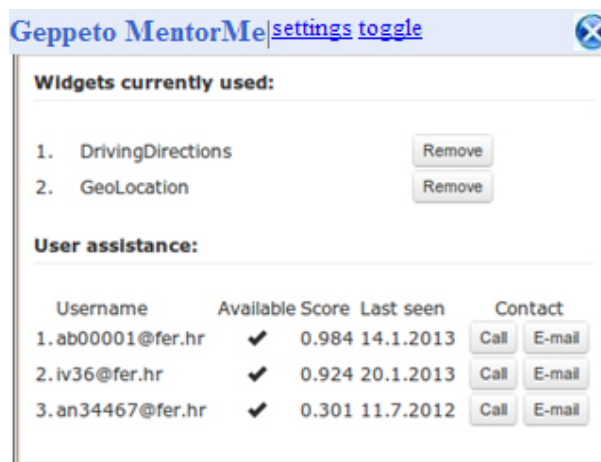 Geppeto MentorMe|settings toggle
Widgets currently used:
1. DrivingDirections Remove
2. GeoLocation Remove
User assistance:
Username Available Score Last seen Contact
1. ab00001@fer.hr ✔ 0.984 14.1.2013 Call E-mail
2. iv36@fer.hr ✔ 0.924 20.1.2013 Call E-mail
3. an34467@fer.hr ✔ 0.301 11.7.2012 Call E-mail